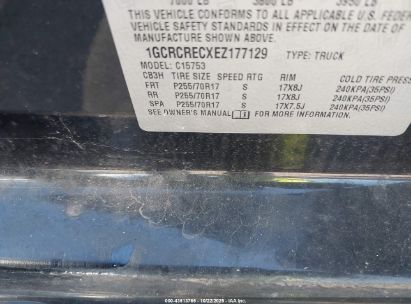 7000 LB 3800 LB 3950 LB
THIS VEHICLE CONFORMS TO ALL APPLICABLE U.S. FEDERAL
VEHICLE SAFETY STANDARDS IN EFFECT ON THE DATE OF
MANUFACTURE SHOWN ABOVE.
1GCRCRECXEZ177129 TYPE: TRUCK
MODEL: C15753
CB3H TIRE SIZE SPEED RTG RIM COLD TIRE PRESS
FRT P255/70R17 S 17X8J 240KPA(35PSI)
RR P255/70R17 S 17X8J 240KPA(35PSI)
SPA P255/70R17 S 17X7.5J 240KPA(35PSI)
SEE OWNER'S MANUAL FOR MORE INFORMATION.